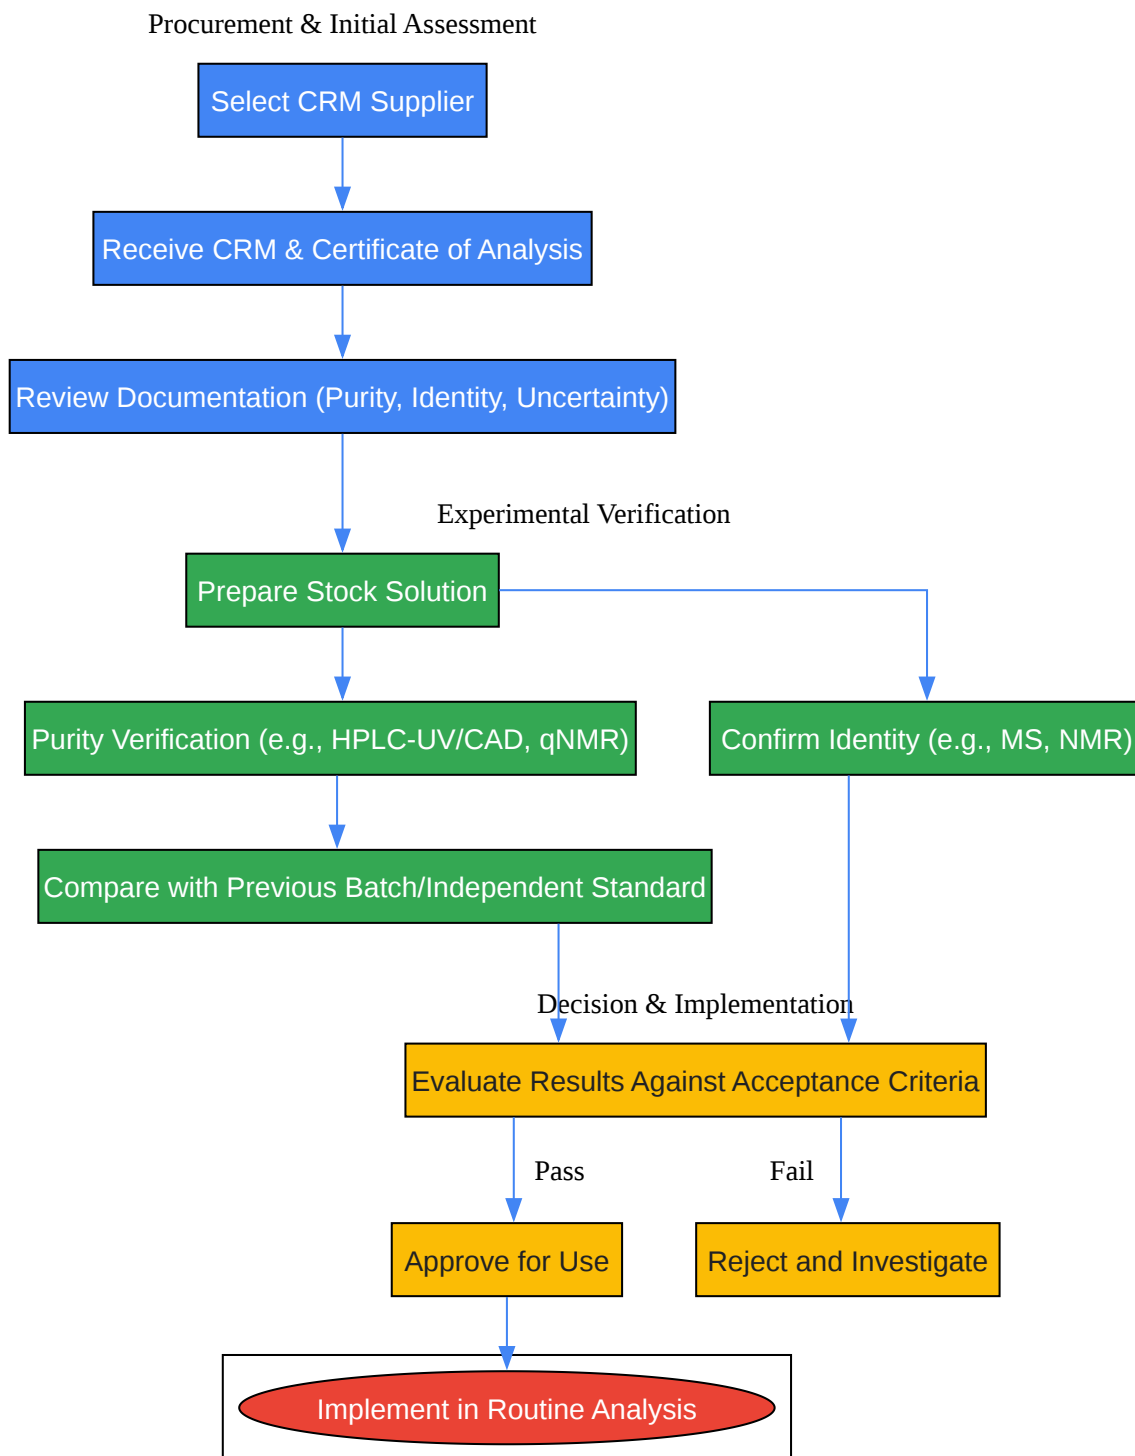 Procurement & Initial Assessment
Select CRM Supplier
Receive CRM & Certificate of Analysis
Review Documentation (Purity, Identity, Uncertainty)
Experimental Verification
Prepare Stock Solution
Purity Verification (e.g., HPLC-UV/CAD, qNMR)
Confirm Identity (e.g., MS, NMR)
Compare with Previous Batch/Independent Standard
Decision & Implementation
Evaluate Results Against Acceptance Criteria
Pass
Fail
Approve for Use
Reject and Investigate
Implement in Routine Analysis